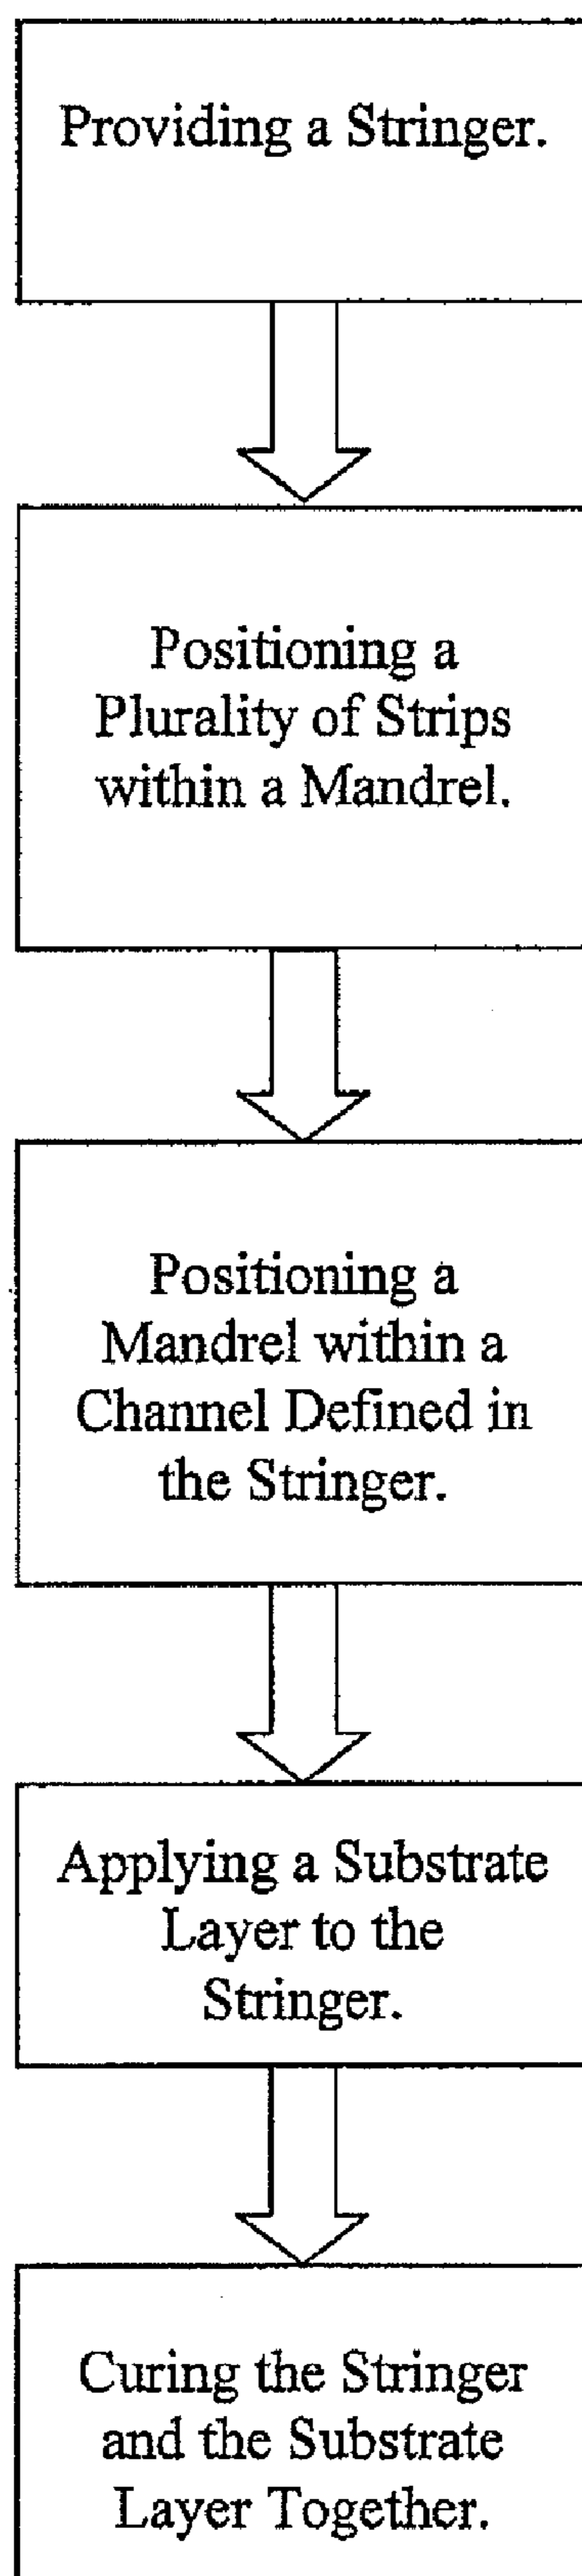 Providing a Stringer.
Positioning a
Plurality of Strips
within a Mandrel.
Positioning a
Mandrel within a
Channel Defined in
the Stringer.
Applying a Substrate
Layer to the
Stringer.
Curing the Stringer
and the Substrate
Layer Together.